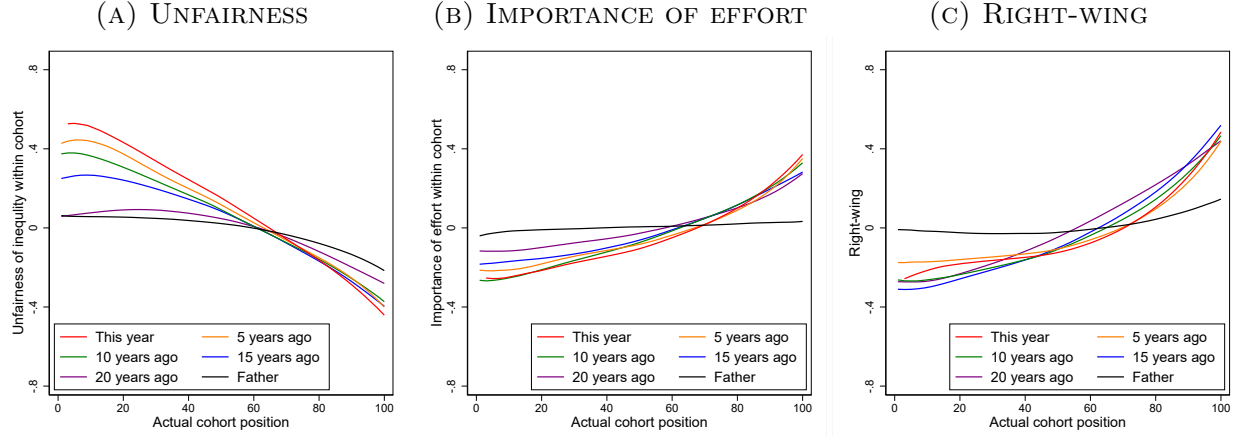 (A) UNFAIRNESS
Unfairness of inequlity within cohort
.8
.4
0
-.4
-.8
This year
5 years ago
10 years ago
15 years ago
20 years ago
Father
0
20
40
60
80
100
Actual cohort position
(B) IMPORTANCE OF EFFORT
Importance of effort within cohort
.8
.4
0
-.4
-.8
This year
5 years ago
10 years ago
15 years ago
20 years ago
Father
0
20
40
60
80
100
Actual cohort position
(C) RIGHT-WING
Right-wing
.8
.4
0
-.4
-.8
This year
5 years ago
10 years ago
15 years ago
20 years ago
Father
0
20
40
60
80
100
Actual cohort position